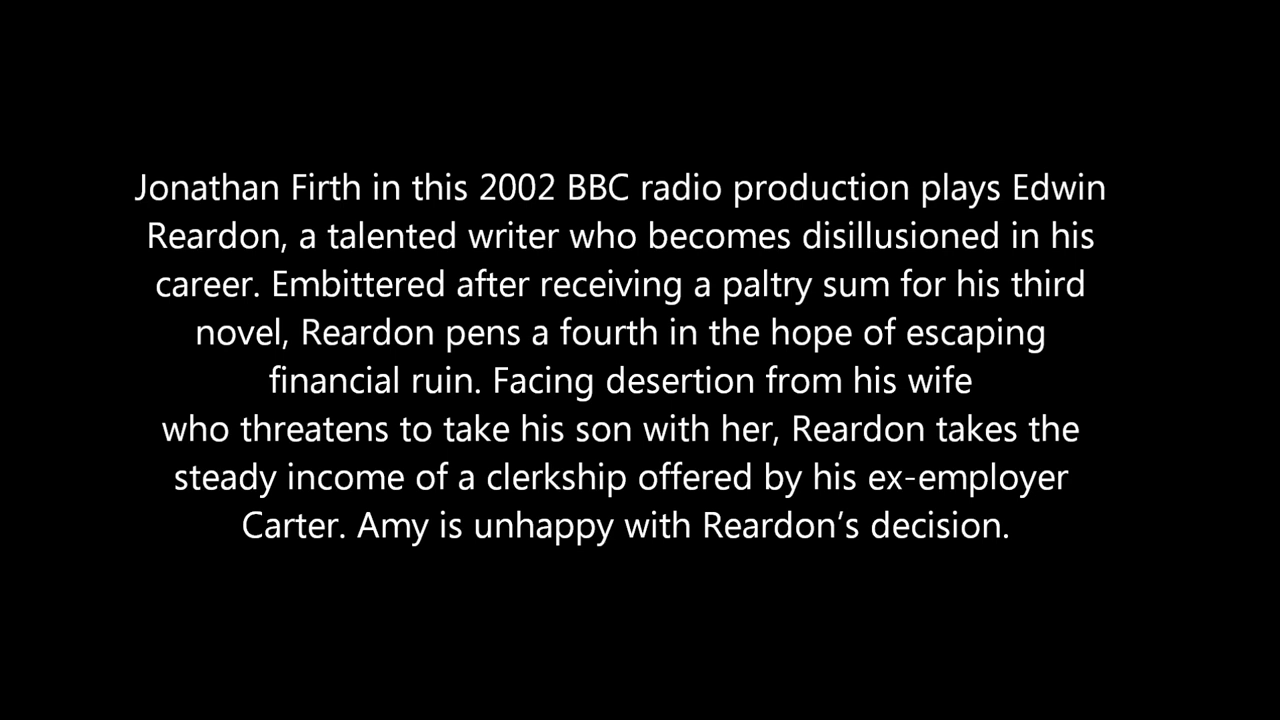 Jonathan Firth in this 2002 BBC radio production plays Edwin
Reardon, a talented writer who becomes disillusioned in his
career. Embittered after receiving a paltry sum for his third
novel, Reardon pens a fourth in the hope of escaping
financial ruin. Facing desertion from his wife
who threatens to take his son with her, Reardon takes the
steady income of a clerkship offered by his ex-employer
Carter. Amy is unhappy with Reardon’s decision.